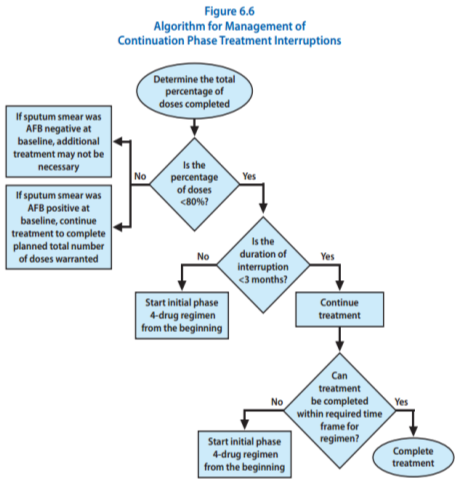 Figure 6.6
Algorithm for Management of
Continuation Phase Treatment Interruptions
Determine the total
percentage of
doses completed
If sputum smear was
AFB negative at
baseline, additional
treatment may not be
necessary
If sputum smear was
AFB positive at
baseline, continue
treatment to complete
planned total number
of doses warranted
No
Is the
percentage
of doses
<80%?
Yes
No
Is the
duration of
interruption
<3 months?
Yes
Start initial phase
4-drug regimen
from the beginning
Continue
treatment
No
Can
treatment
be completed
within required time
frame for
regimen?
Yes
Start initial phase
4-drug regimen
from the beginning
Complete
treatment